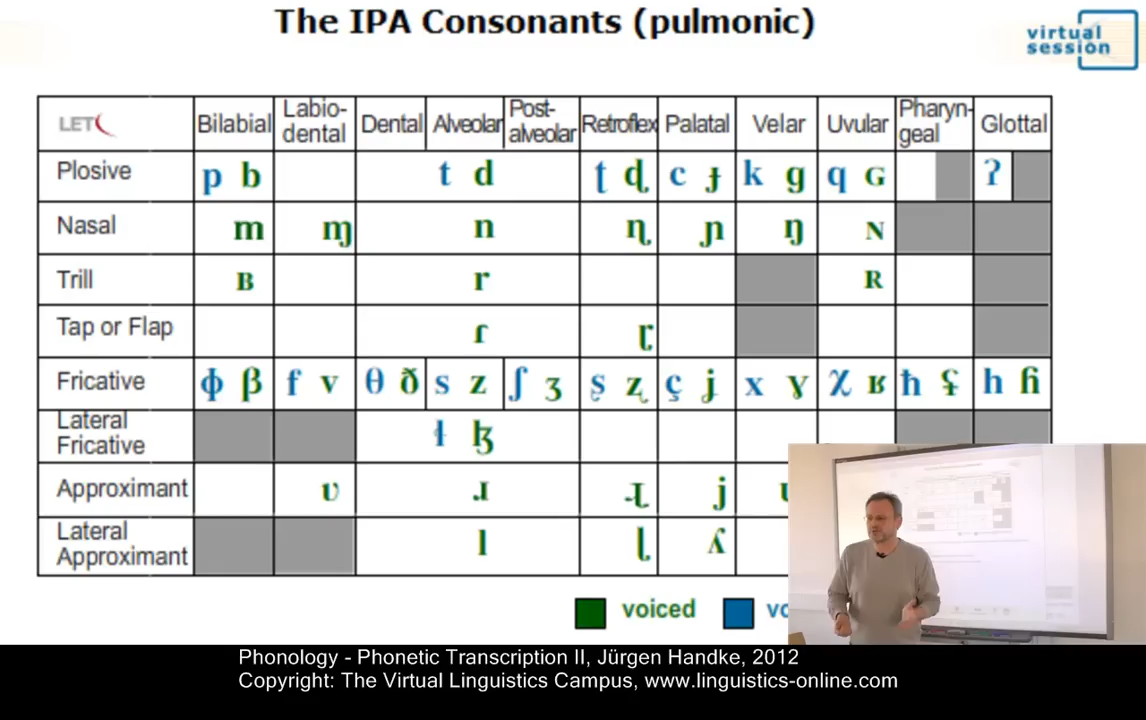 The IPA Consonants (pulmonic)
virtual
session
LET
Bilabial Labio-dental Dental Alveolar Post-alveolar Retroflex Palatal Velar Uvular Pharyn-geal Glottal
Plosive p b t d ʈ ɖ c ɟ k ɡ q ɢ ʔ
Nasal m ɱ n ɳ ɲ ŋ ɴ
Trill ʙ r ʀ
Tap or Flap ɾ ɽ
Fricative ɸ β f v θ ð s z ʃ ʒ ʂ ʐ ç ʝ x ɣ χ ʁ ħ ʕ h ɦ
Lateral Fricative ɬ ɮ
Approximant ʋ ɹ ɻ j
Lateral Approximant l ɭ ʎ
voiced
Phonology - Phonetic Transcription II, Jürgen Handke, 2012
Copyright: The Virtual Linguistics Campus, www.linguistics-online.com